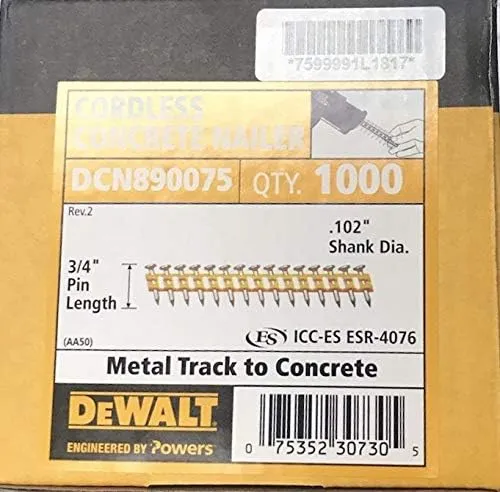 *7599991L1817*
CORDLESS
CONCRETE NAILER
DCN890075 QTY. 1000
Rev.2
.102"
Shank Dia.
3/4"
Pin
Length
(AA50)
ES ICC-ES ESR-4076
Metal Track to Concrete
DEWALT
ENGINEERED BY Powers
0 75352 30730 5